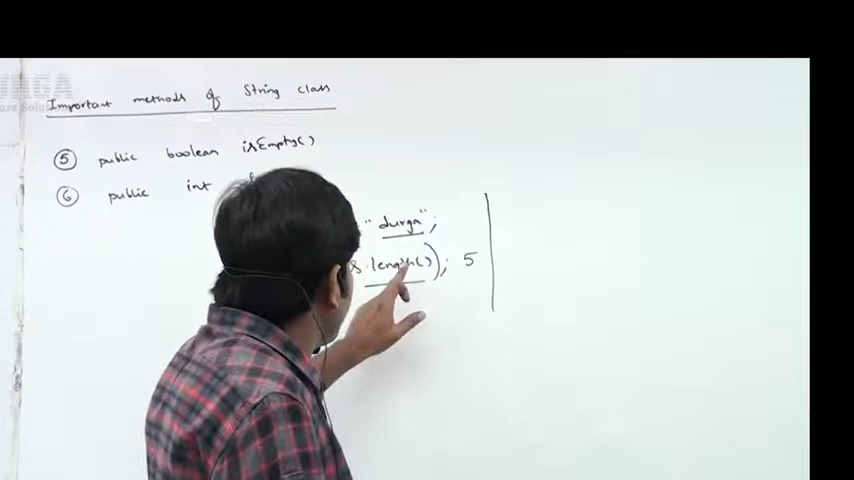 Important methods of String class
⑤ public boolean isEmpty()
⑥ public int
"durga";
s.length()); 5